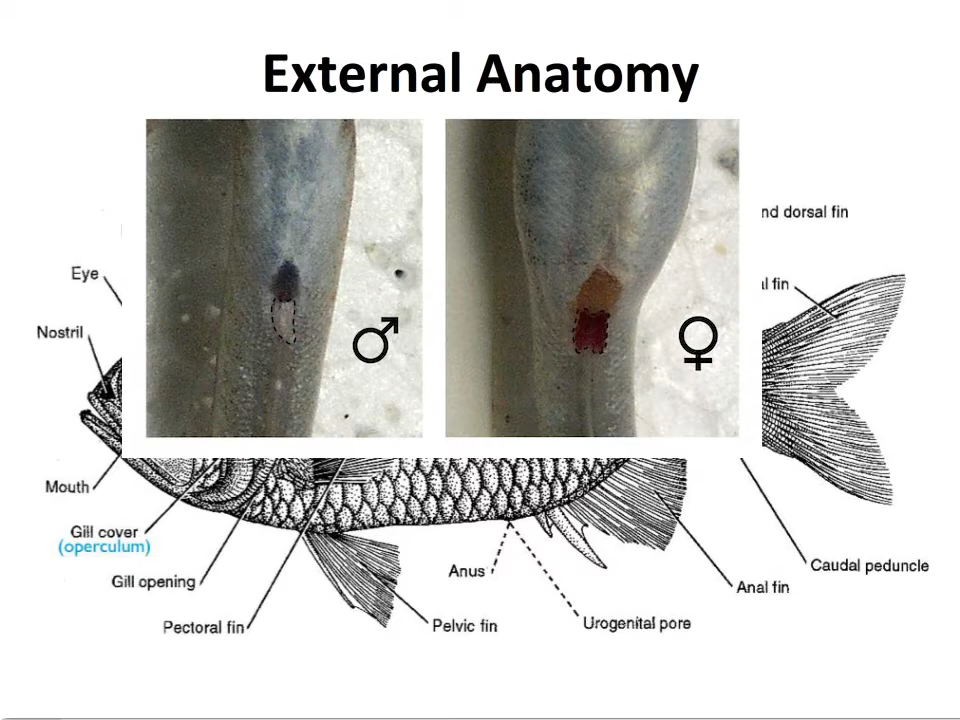 External Anatomy
nd dorsal fin
Eye
l fin
Nostril
♂
♀
Mouth
Gill cover
(operculum)
Gill opening
Anus
Caudal peduncle
Anal fin
Pectoral fin
Pelvic fin
Urogenital pore